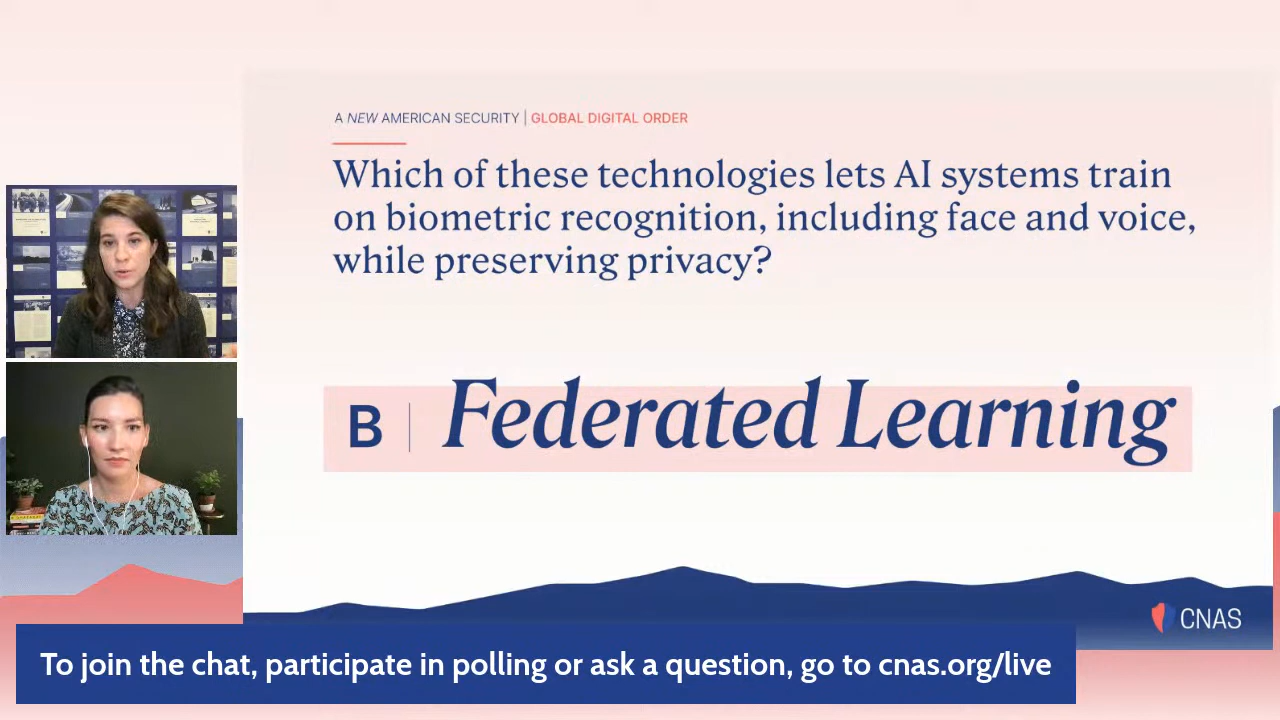 A NEW AMERICAN SECURITY | GLOBAL DIGITAL ORDER
Which of these technologies lets AI systems train
on biometric recognition, including face and voice,
while preserving privacy?
B | Federated Learning
CNAS
To join the chat, participate in polling or ask a question, go to cnas.org/live